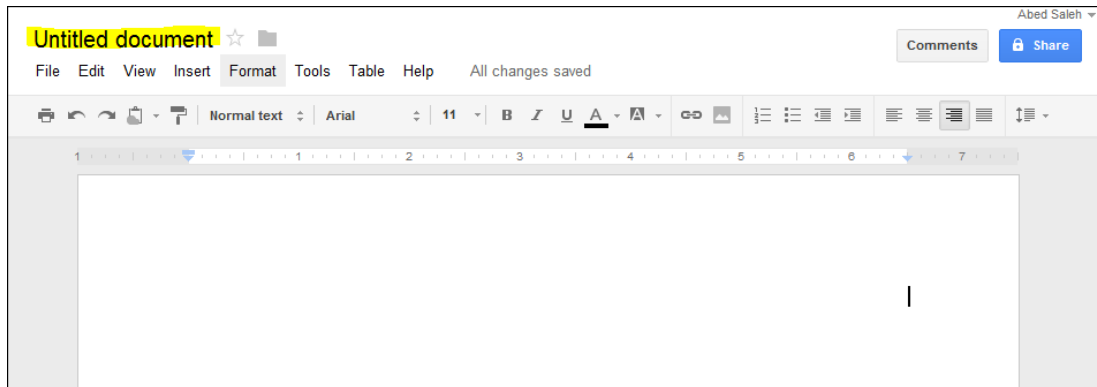 Abed Saleh
Untitled document
Comments Share
File Edit View Insert Format Tools Table Help All changes saved
Normal text Arial 11 B I U A A
1 1 2 3 4 5 6 7